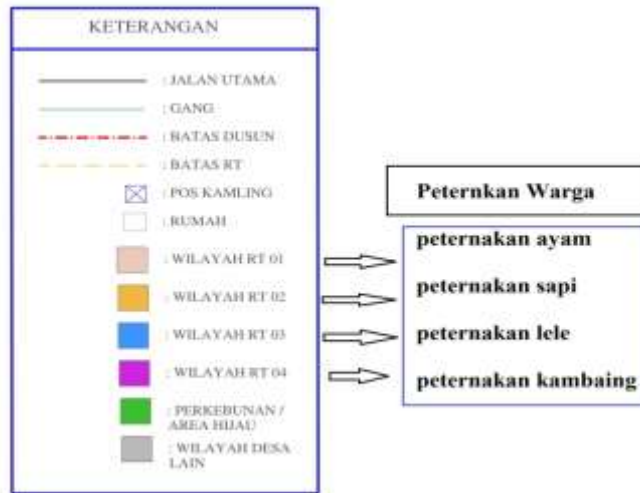 KETERANGAN
: JALAN UTAMA
: GANG
: BATAS DUSUN
: BATAS RT
: POS KAMLING
: RUMAH
: WILAYAH RT 01
: WILAYAH RT 02
: WILAYAH RT 03
: WILAYAH RT 04
: PERKEBUNAN /
AREA HIJAU
: WILAYAH DESA
LAIN
Peternkan Warga
peternakan ayam
peternakan sapi
peternakan lele
peternakan kambaing